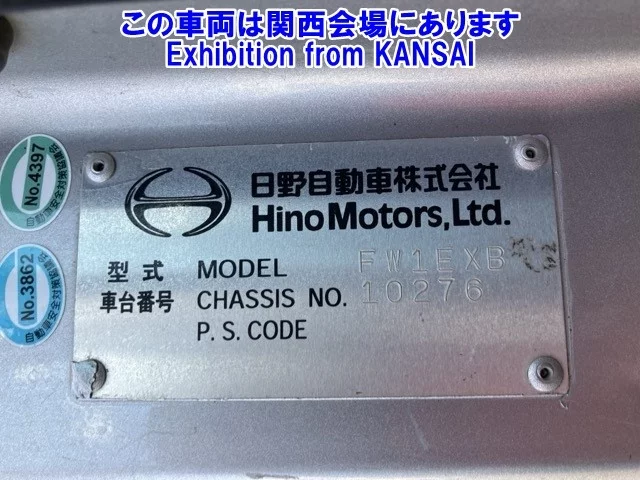 この車両は関西会場にあります
Exhibition from KANSAI
日野自動車株式会社
Hino Motors, Ltd.
型式 MODEL FW1EXB
車台番号 CHASSIS NO. 10276
P.S. CODE
No.4397
No.3862